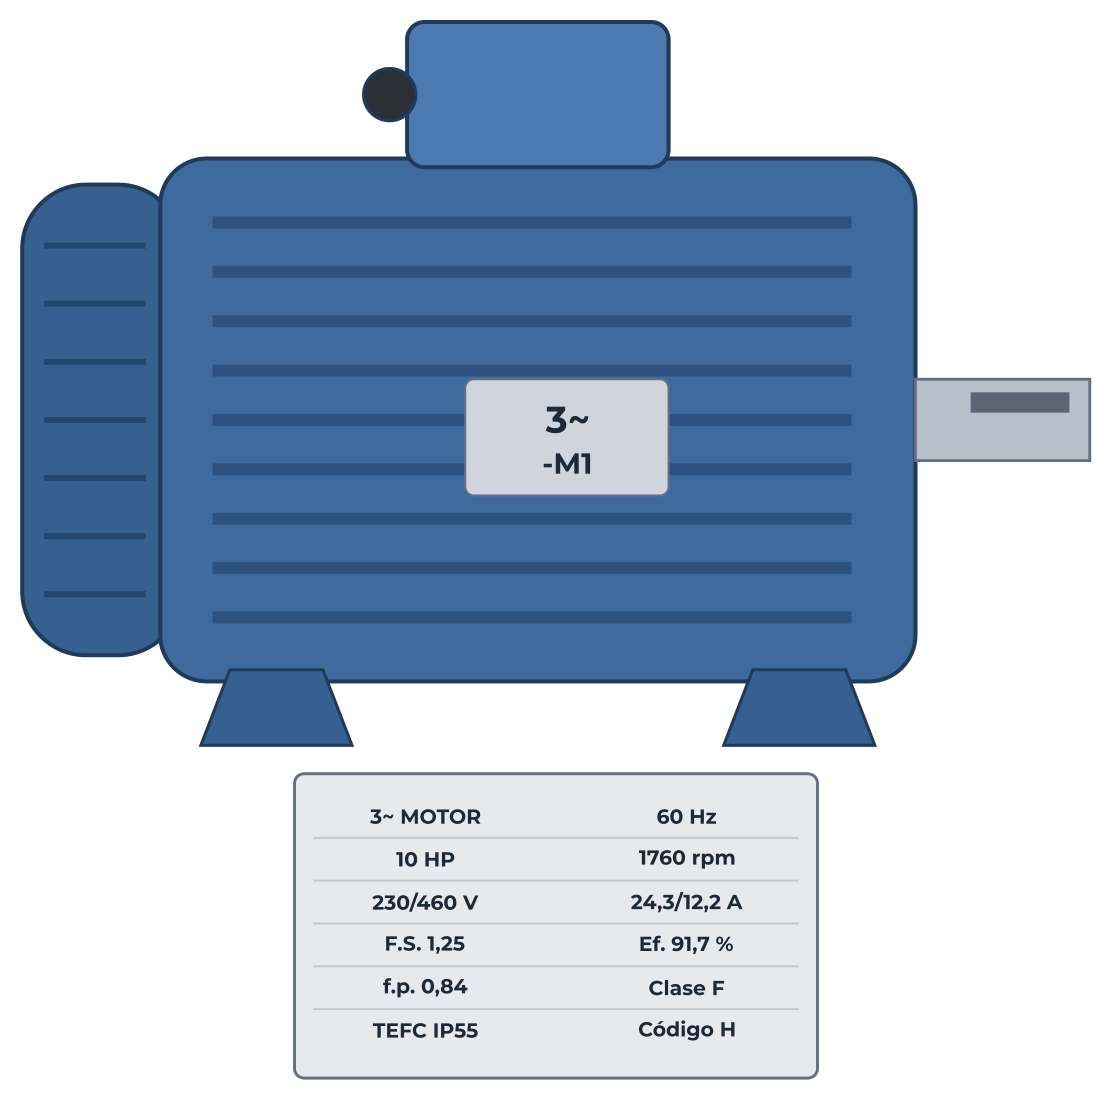 3~
-M1
3~ MOTOR 60 Hz
10 HP 1760 rpm
230/460 V 24,3/12,2 A
F.S. 1,25 Ef. 91,7 %
f.p. 0,84 Clase F
TEFC IP55 Código H